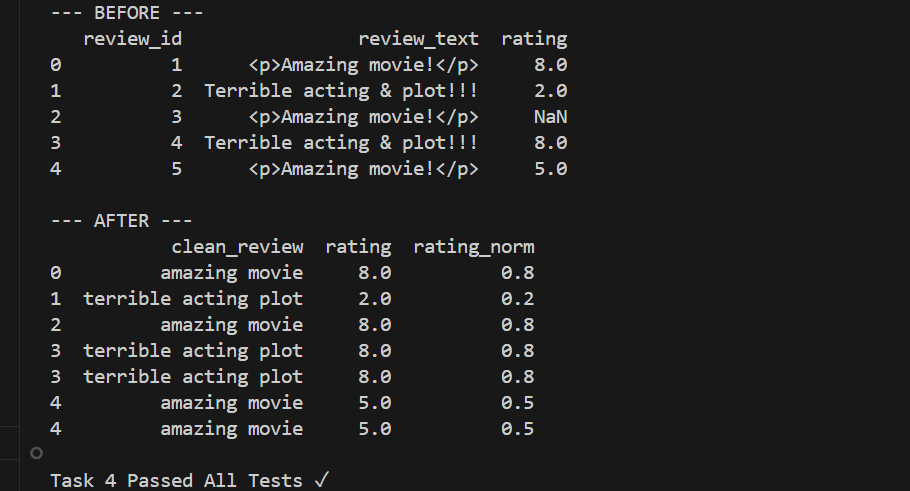 --- BEFORE ---
review_id review_text rating
0 1 <p>Amazing movie!</p> 8.0
1 2 Terrible acting & plot!!! 2.0
2 3 <p>Amazing movie!</p> NaN
3 4 Terrible acting & plot!!! 8.0
4 5 <p>Amazing movie!</p> 5.0
--- AFTER ---
clean_review rating rating_norm
0 amazing movie 8.0 0.8
1 terrible acting plot 2.0 0.2
2 amazing movie 8.0 0.8
3 terrible acting plot 8.0 0.8
3 terrible acting plot 8.0 0.8
4 amazing movie 5.0 0.5
4 amazing movie 5.0 0.5
Task 4 Passed All Tests ✓